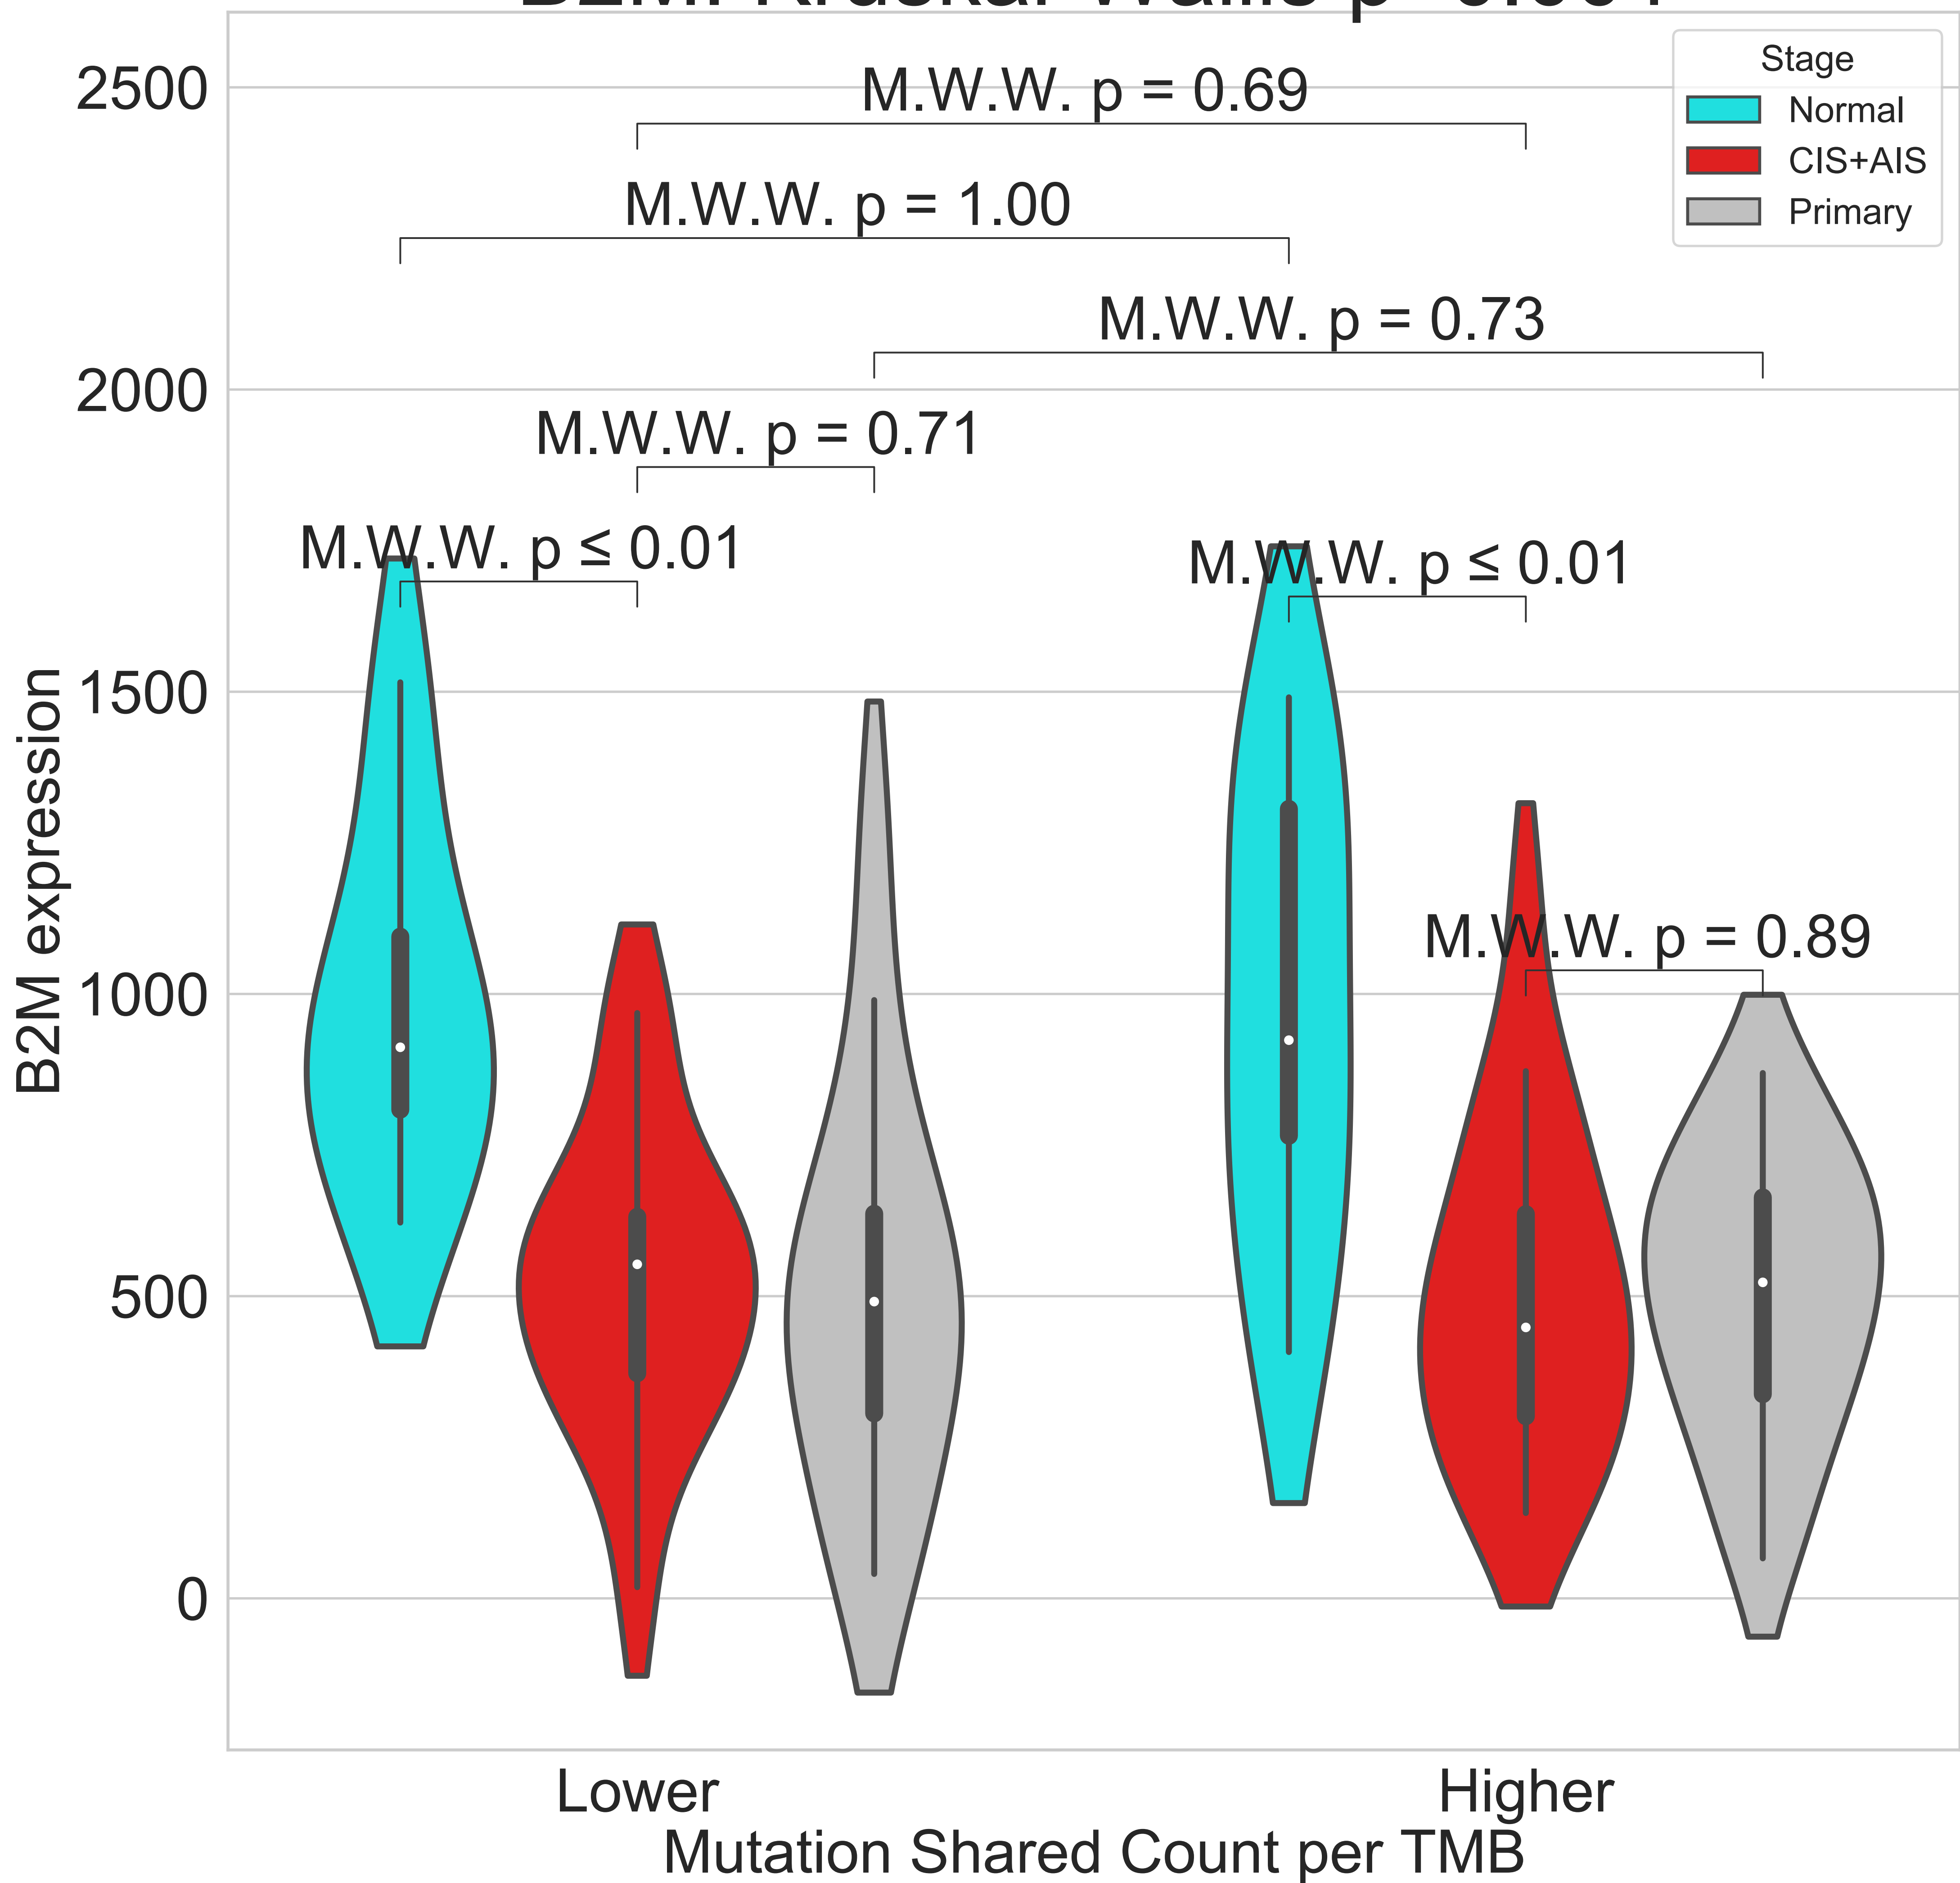 2500
2000
1500
1000
500
0
B2M expression
M.W.W. p = 0.69
M.W.W. p = 1.00
M.W.W. p = 0.73
M.W.W. p = 0.71
M.W.W. p ≤ 0.01
M.W.W. p ≤ 0.01
M.W.W. p = 0.89
Stage
Normal
CIS+AIS
Primary
Lower
Higher
Mutation Shared Count per TMB